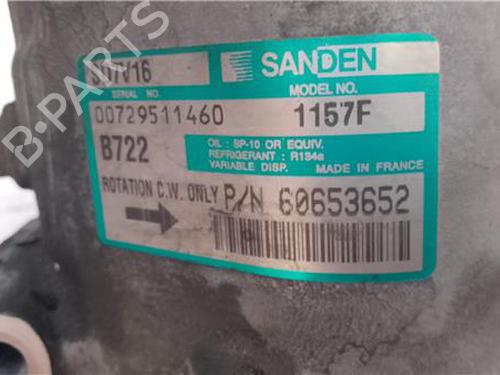 SD7V16
SANDEN
SERIAL NO.
MODEL NO.
00729511460
1157F
B722
OIL : SP-10 OR EQUIV.
REFRIGERANT : R134a
VARIABLE DISP.
MADE IN FRANCE
ROTATION C.W. ONLY
P/N 60653652
B-PARTS